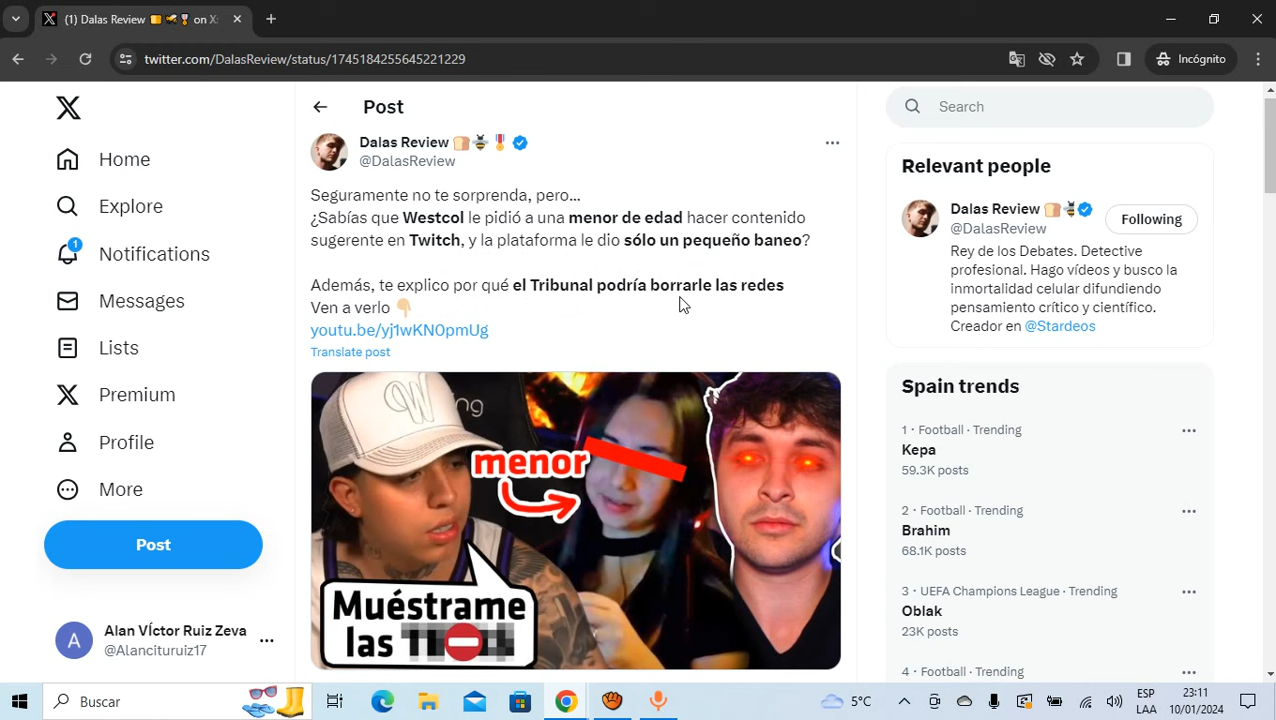 (1) Dalas Review 🍞🐝🎖️ on X:
twitter.com/DalasReview/status/1745184255645221229
Incógnito
Post
Search
Home
Explore
1
Notifications
Messages
Lists
Premium
Profile
More
Post
Alan VÍctor Ruiz Zeva
@Alancituruiz17
Dalas Review 🍞🐝🎖️
@DalasReview
Seguramente no te sorprenda, pero...
¿Sabías que Westcol le pidió a una menor de edad hacer contenido
sugerente en Twitch, y la plataforma le dio sólo un pequeño baneo?
Además, te explico por qué el Tribunal podría borrarle las redes
Ven a verlo 👇🏼
youtu.be/yj1wKN0pmUg
Translate post
menor
Muéstrame
las
Relevant people
Dalas Review 🍞🐝
@DalasReview
Following
Rey de los Debates. Detective
profesional. Hago vídeos y busco la
inmortalidad celular difundiendo
pensamiento crítico y científico.
Creador en @Stardeos
Spain trends
1 · Football · Trending
Kepa
59.3K posts
2 · Football · Trending
Brahim
68.1K posts
3 · UEFA Champions League · Trending
Oblak
23K posts
4 · Football · Trending
Buscar
5°C
ESP
LAA
23:11
10/01/2024